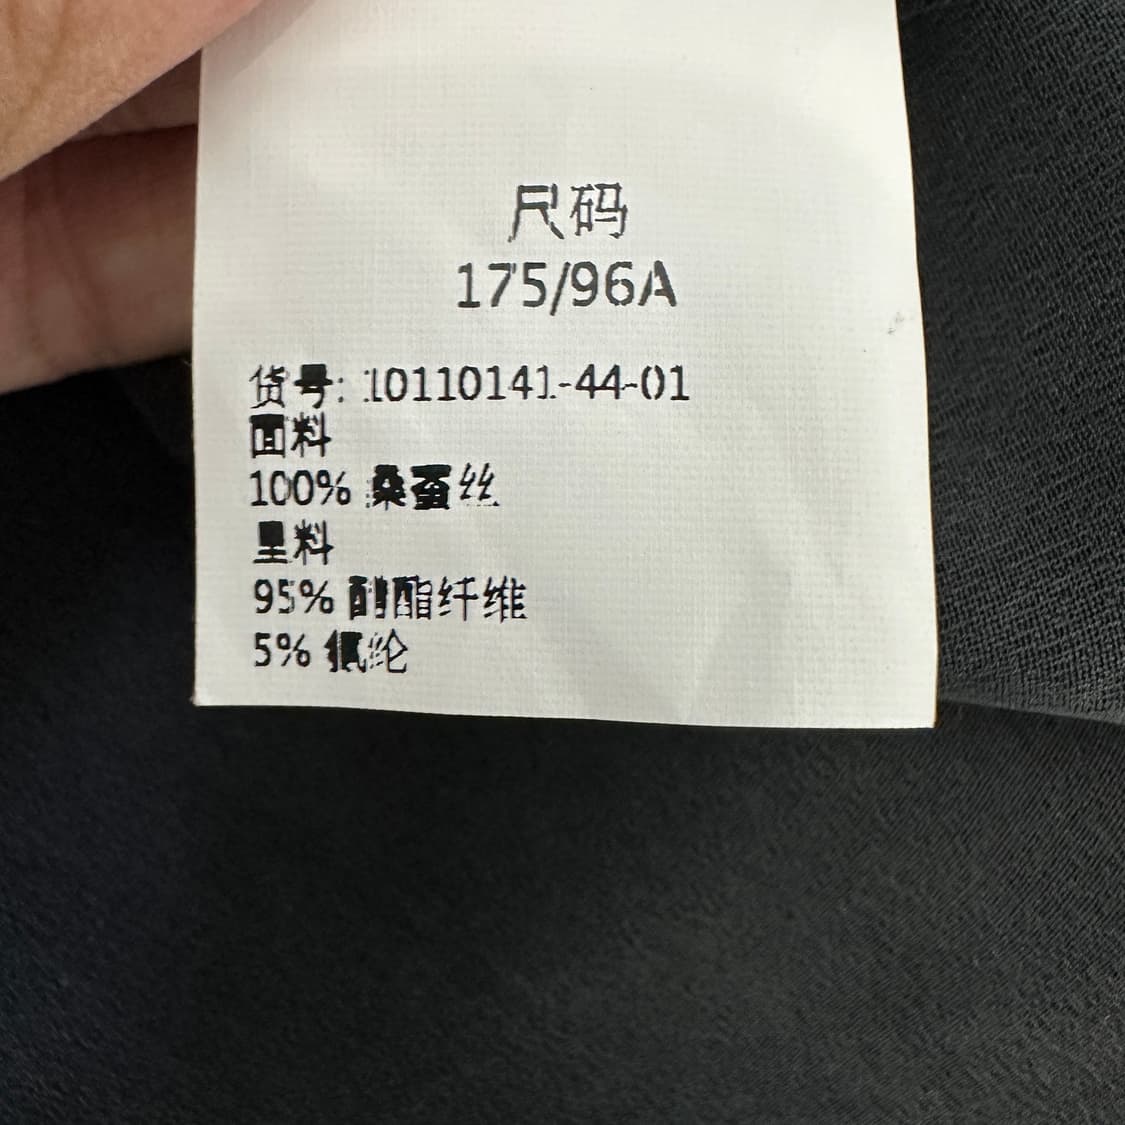 尺码
175/96A
货号: 10110141-44-01
面料
100% 桑蚕丝
里料
95% 醋酯纤维
5% 氨纶